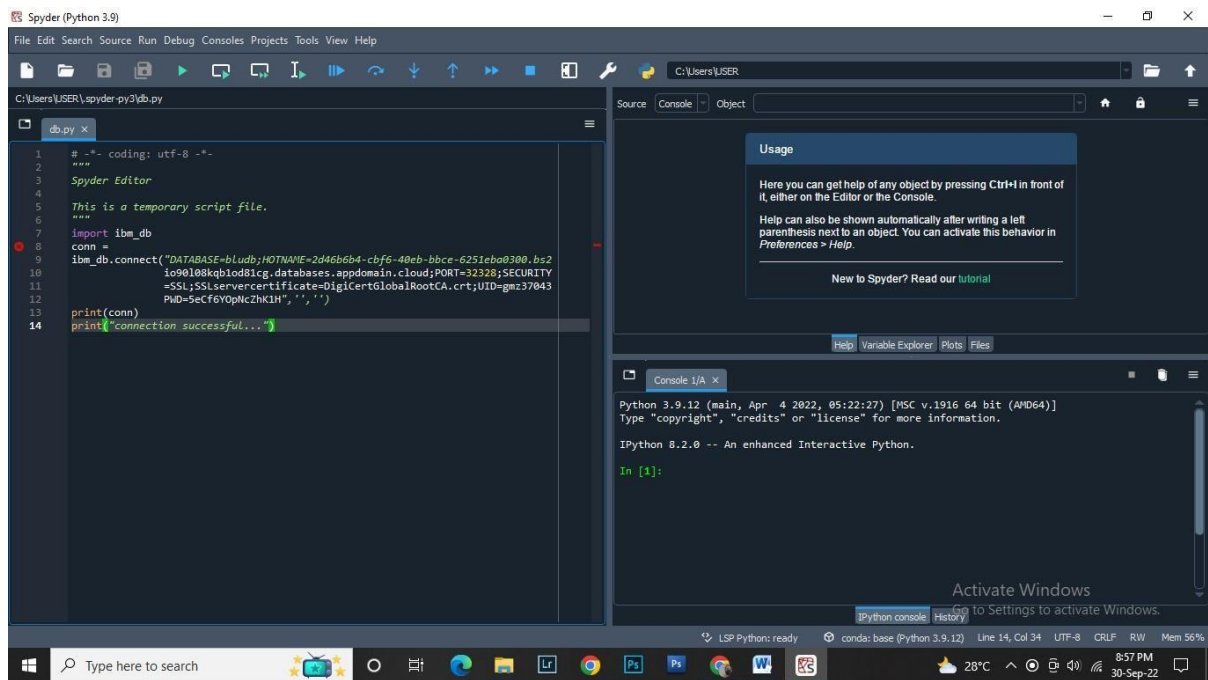 Spyder (Python 3.9)
File Edit Search Source Run Debug Consoles Projects Tools View Help
C:\Users\USER
C:\Users\USER\.spyder-py3\db.py
db.py
1 # -*- coding: utf-8 -*-
2 """
3 Spyder Editor
4
5 This is a temporary script file.
6 """
7 import ibm_db
8 conn =
9 ibm_db.connect("DATABASE=bludb;HOTNAME=2d46b6b4-cbf6-40eb-bbce-6251eba0300.bs2
10 io90l08kqb1od81cg.databases.appdomain.cloud;PORT=32328;SECURITY
11 =SSL;SSLservercertificate=DigiCertGlobalRootCA.crt;UID=gmz37043
12 PWD=5eCf6YOpNcZhK1H",'','')
13 print(conn)
14 print("connection successful...")
Source Console Object
Usage
Here you can get help of any object by pressing Ctrl+I in front of
it, either on the Editor or the Console.
Help can also be shown automatically after writing a left
parenthesis next to an object. You can activate this behavior in
Preferences > Help.
New to Spyder? Read our tutorial
Help Variable Explorer Plots Files
Console 1/A
Python 3.9.12 (main, Apr  4 2022, 05:22:27) [MSC v.1916 64 bit (AMD64)]
Type "copyright", "credits" or "license" for more information.
IPython 8.2.0 -- An enhanced Interactive Python.
In [1]:
Activate Windows
Go to Settings to activate Windows.
IPython console History
LSP Python: ready conda: base (Python 3.9.12) Line 14, Col 34 UTF-8 CRLF RW Mem 56%
Type here to search
Lr Ps Ps W
28°C
8:57 PM
30-Sep-22